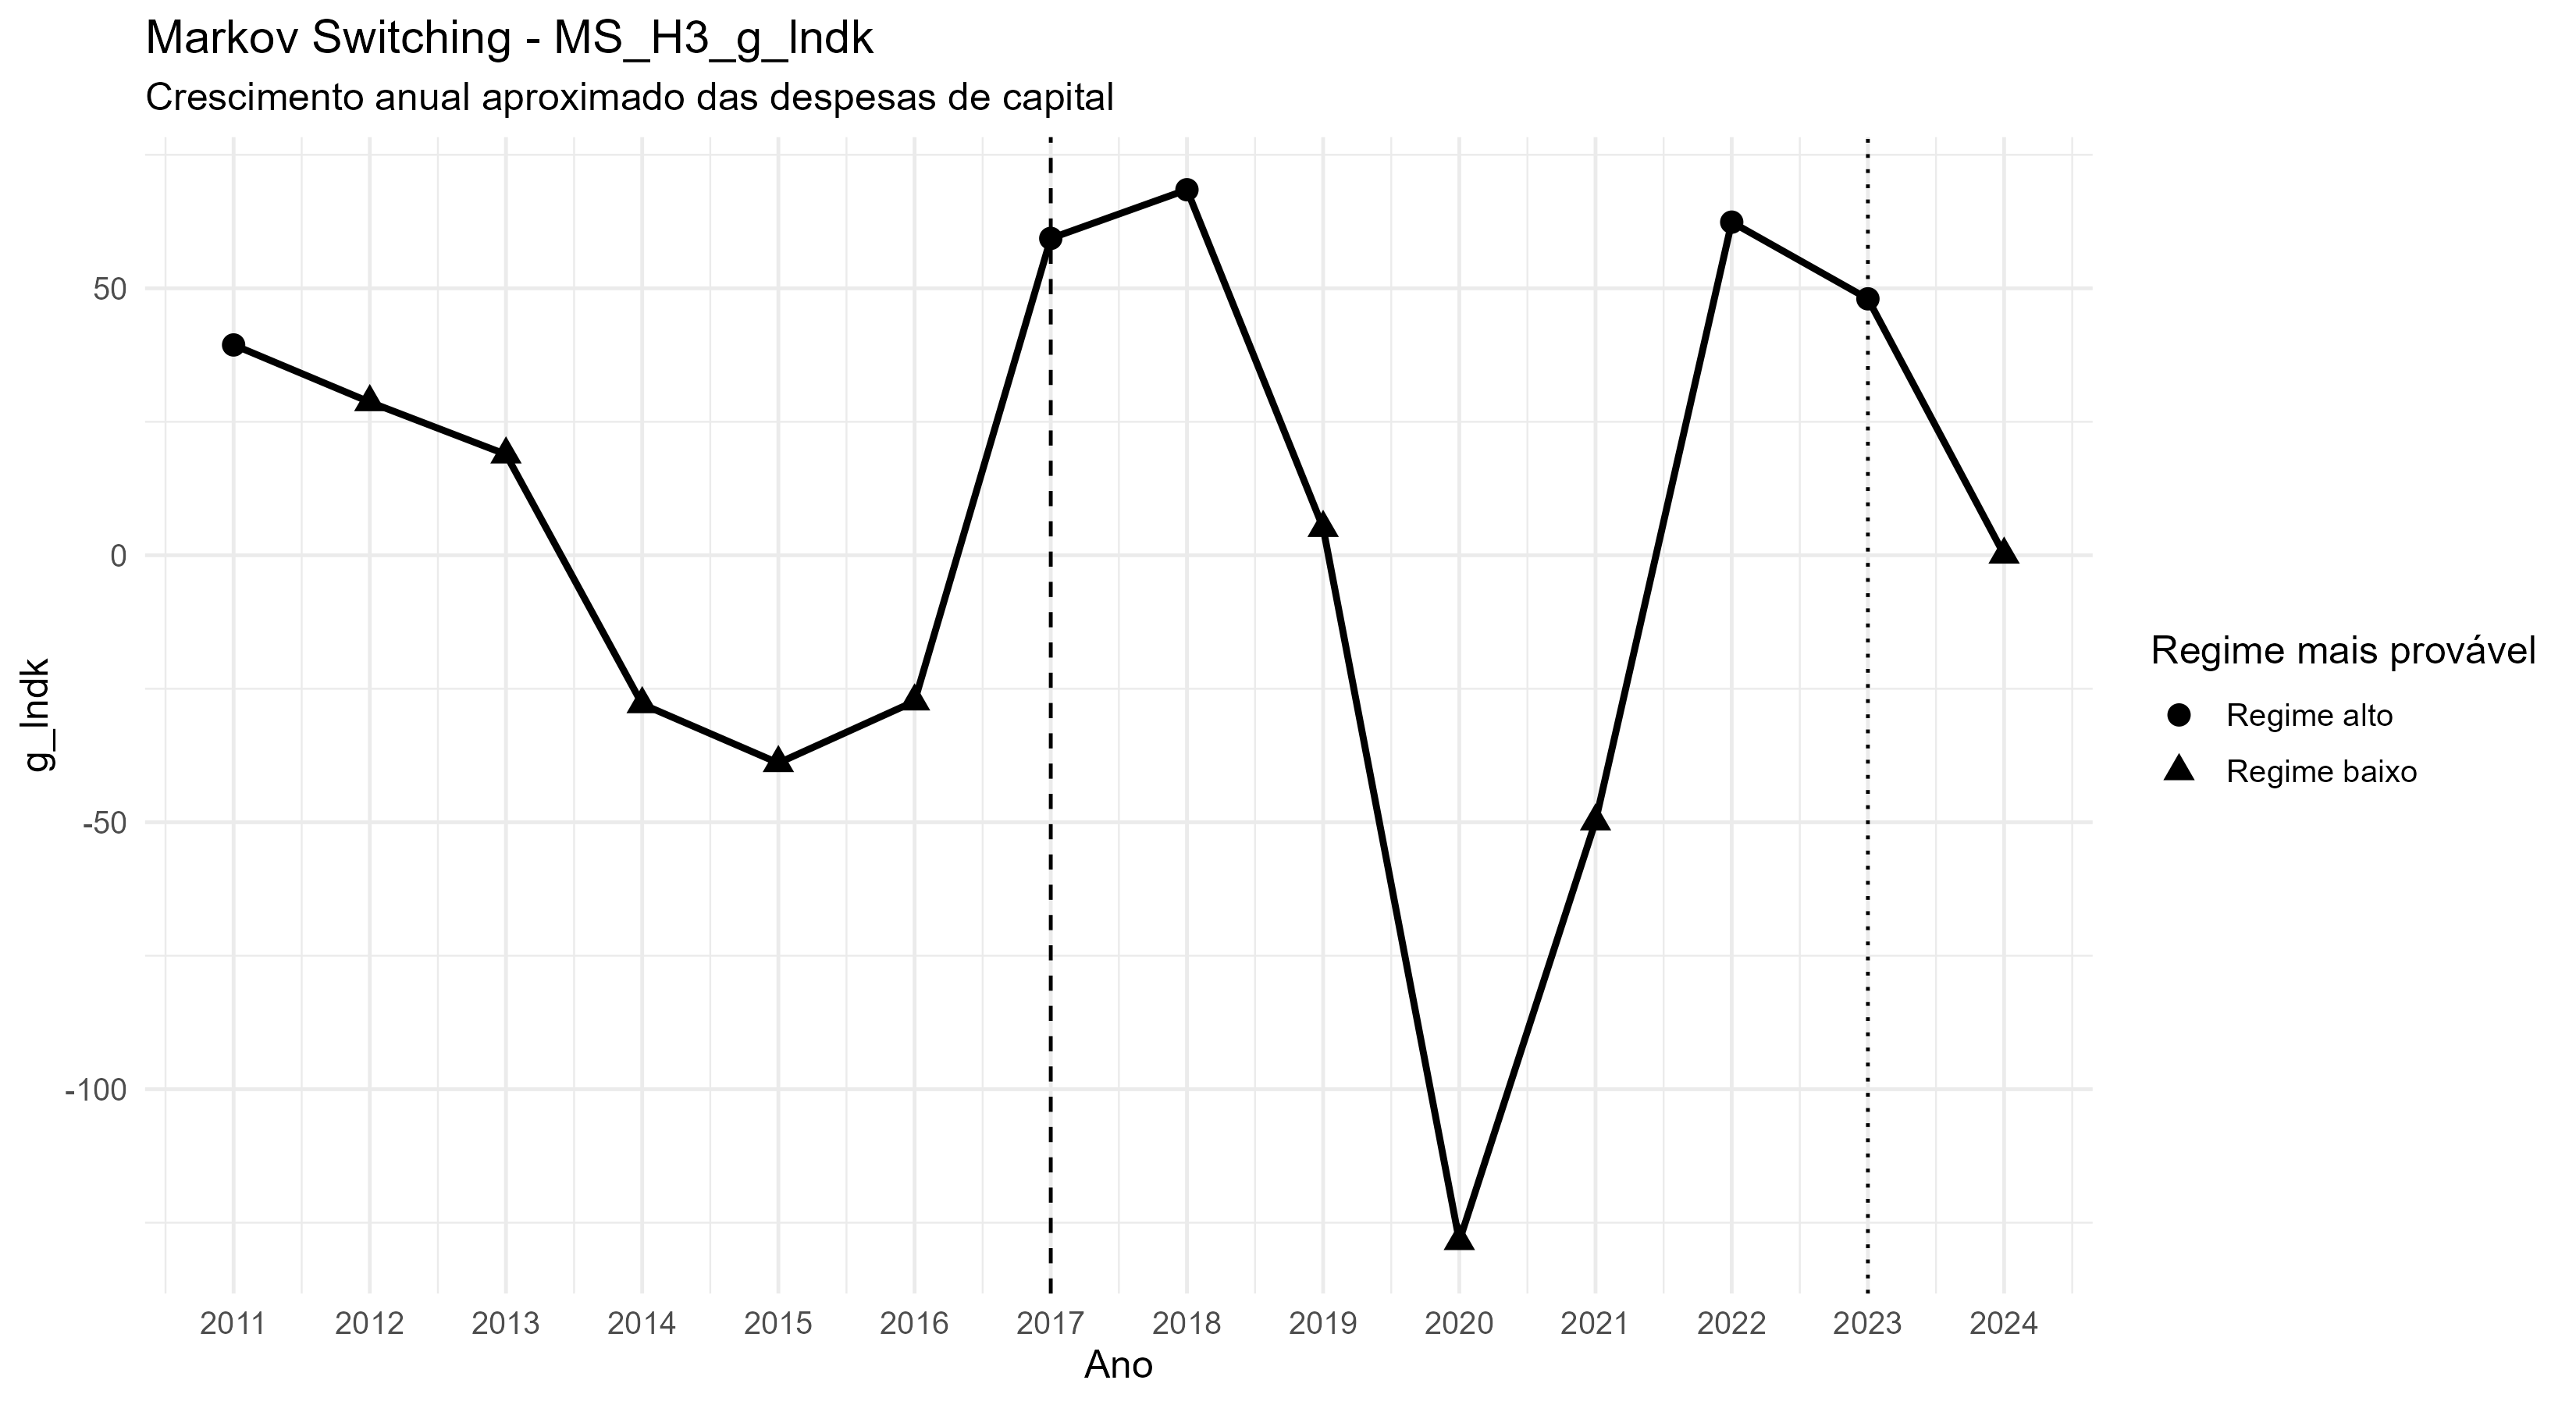 Markov Switching - MS_H3_g_lndk
Crescimento anual aproximado das despesas de capital
50
0
-50
-100
g_lndk
2011 2012 2013 2014 2015 2016 2017 2018 2019 2020 2021 2022 2023 2024
Ano
Regime mais provável
Regime alto
Regime baixo